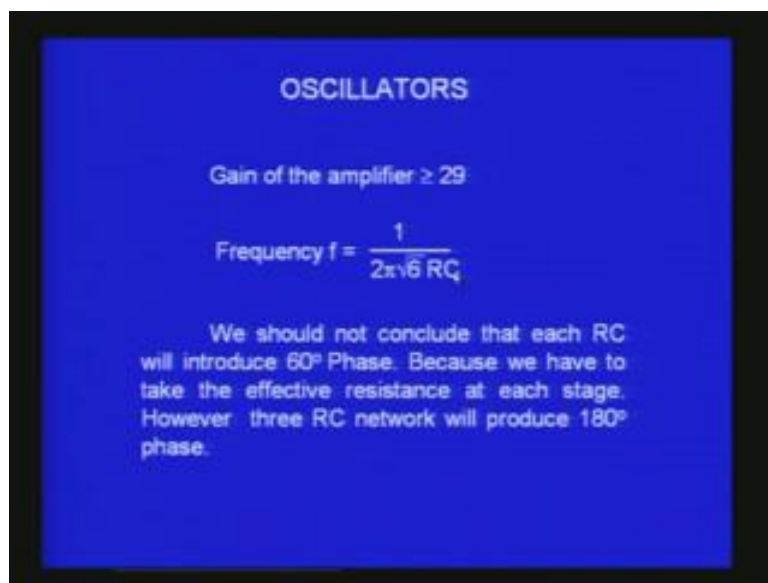 OSCILLATORS
Gain of the amplifier ≥ 29
Frequency f = 1
2π√6 RC
We should not conclude that each RC
will introduce 60º Phase. Because we have to
take the effective resistance at each stage.
However three RC network will produce 180º
phase.